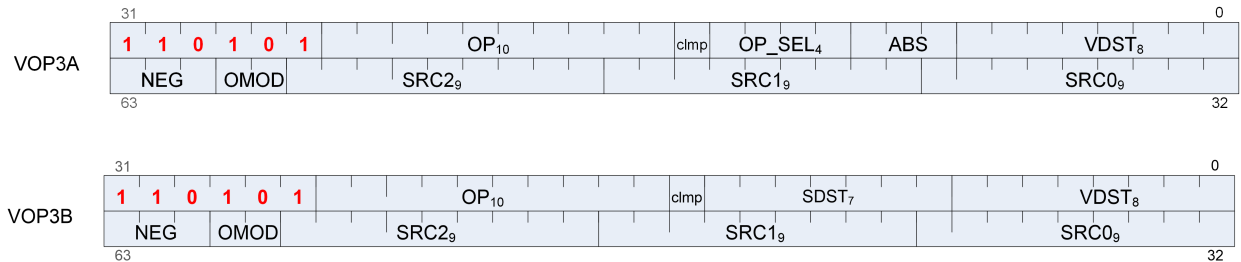 31 0
VOP3A
1 1 0 1 0 1 OP₁₀ clmp OP_SEL₄ ABS VDST₈
NEG OMOD SRC2₉ SRC1₉ SRC0₉
63 32
31 0
VOP3B
1 1 0 1 0 1 OP₁₀ clmp SDST₇ VDST₈
NEG OMOD SRC2₉ SRC1₉ SRC0₉
63 32